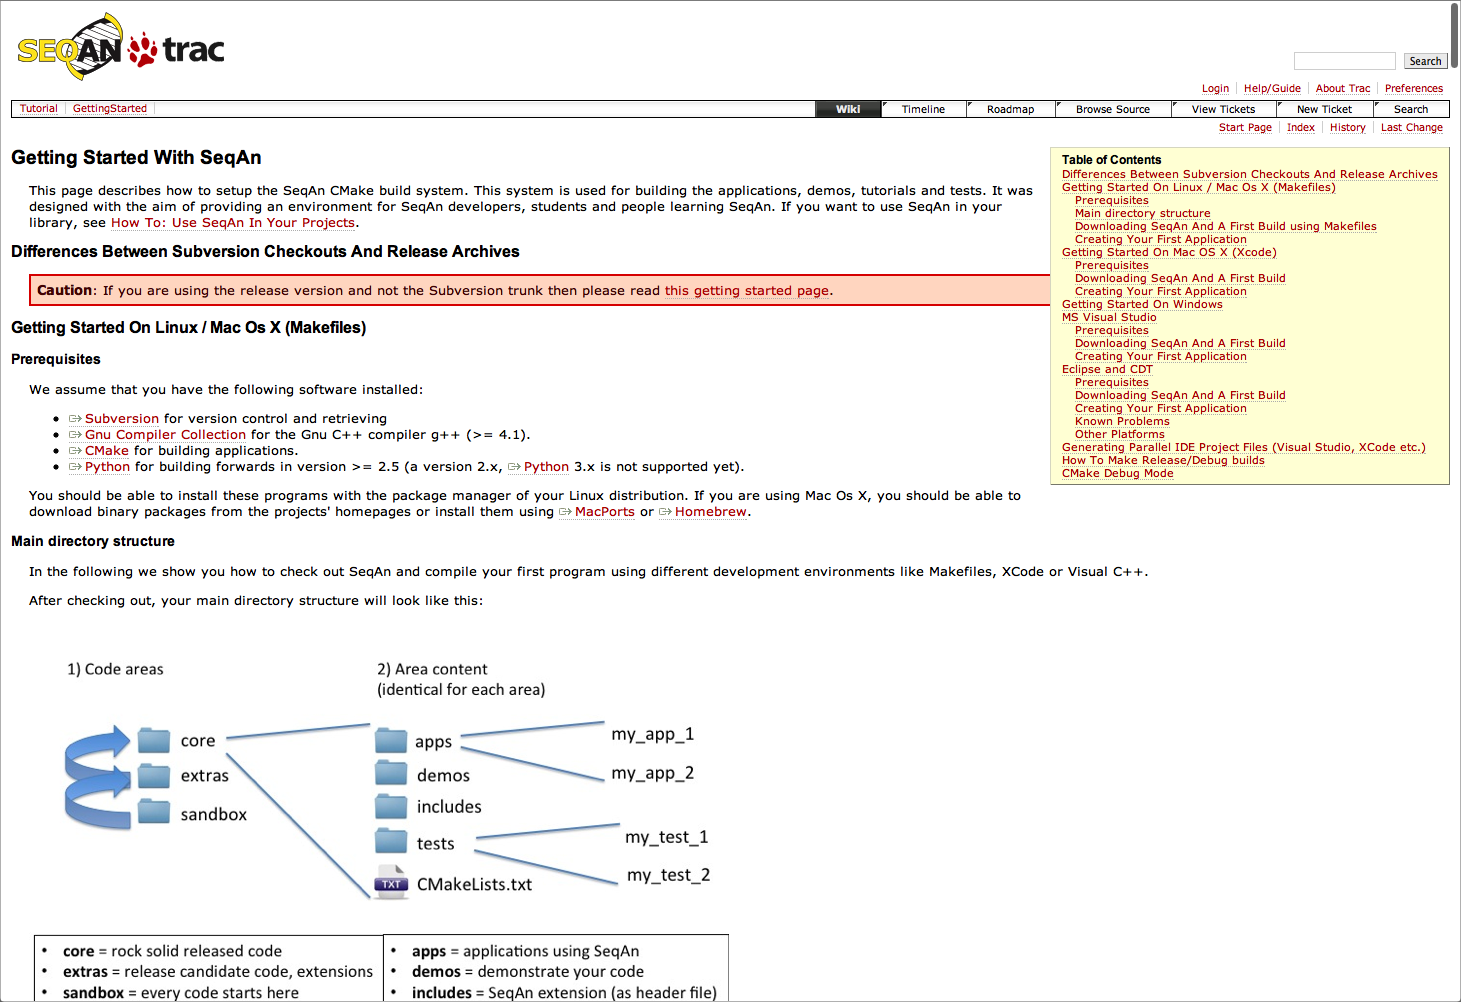 SEQAN trac
Search
Login Help/Guide About Trac Preferences
Tutorial GettingStarted Wiki Timeline Roadmap Browse Source View Tickets New Ticket Search
Start Page Index History Last Change
Getting Started With SeqAn
This page describes how to setup the SeqAn CMake build system. This system is used for building the applications, demos, tutorials and tests. It was
designed with the aim of providing an environment for SeqAn developers, students and people learning SeqAn. If you want to use SeqAn in your
library, see How To: Use SeqAn In Your Projects.
Differences Between Subversion Checkouts And Release Archives
Caution: If you are using the release version and not the Subversion trunk then please read this getting started page.
Table of Contents
Differences Between Subversion Checkouts And Release Archives
Getting Started On Linux / Mac Os X (Makefiles)
Prerequisites
Main directory structure
Downloading SeqAn And A First Build using Makefiles
Creating Your First Application
Getting Started On Mac OS X (Xcode)
Prerequisites
Downloading SeqAn And A First Build
Creating Your First Application
Getting Started On Windows
MS Visual Studio
Prerequisites
Downloading SeqAn And A First Build
Creating Your First Application
Eclipse and CDT
Prerequisites
Downloading SeqAn And A First Build
Creating Your First Application
Known Problems
Other Platforms
Generating Parallel IDE Project Files (Visual Studio, XCode etc.)
How To Make Release/Debug builds
CMake Debug Mode
Getting Started On Linux / Mac Os X (Makefiles)
Prerequisites
We assume that you have the following software installed:
• Subversion for version control and retrieving
• Gnu Compiler Collection for the Gnu C++ compiler g++ (>= 4.1).
• CMake for building applications.
• Python for building forwards in version >= 2.5 (a version 2.x, Python 3.x is not supported yet).
You should be able to install these programs with the package manager of your Linux distribution. If you are using Mac Os X, you should be able to
download binary packages from the projects' homepages or install them using MacPorts or Homebrew.
Main directory structure
In the following we show you how to check out SeqAn and compile your first program using different development environments like Makefiles, XCode or Visual C++.
After checking out, your main directory structure will look like this:
1) Code areas
core
extras
sandbox
2) Area content
(identical for each area)
apps
demos
includes
tests
TXT CMakeLists.txt
my_app_1
my_app_2
my_test_1
my_test_2
• core = rock solid released code
• extras = release candidate code, extensions
• sandbox = every code starts here
• apps = applications using SeqAn
• demos = demonstrate your code
• includes = SeqAn extension (as header file)